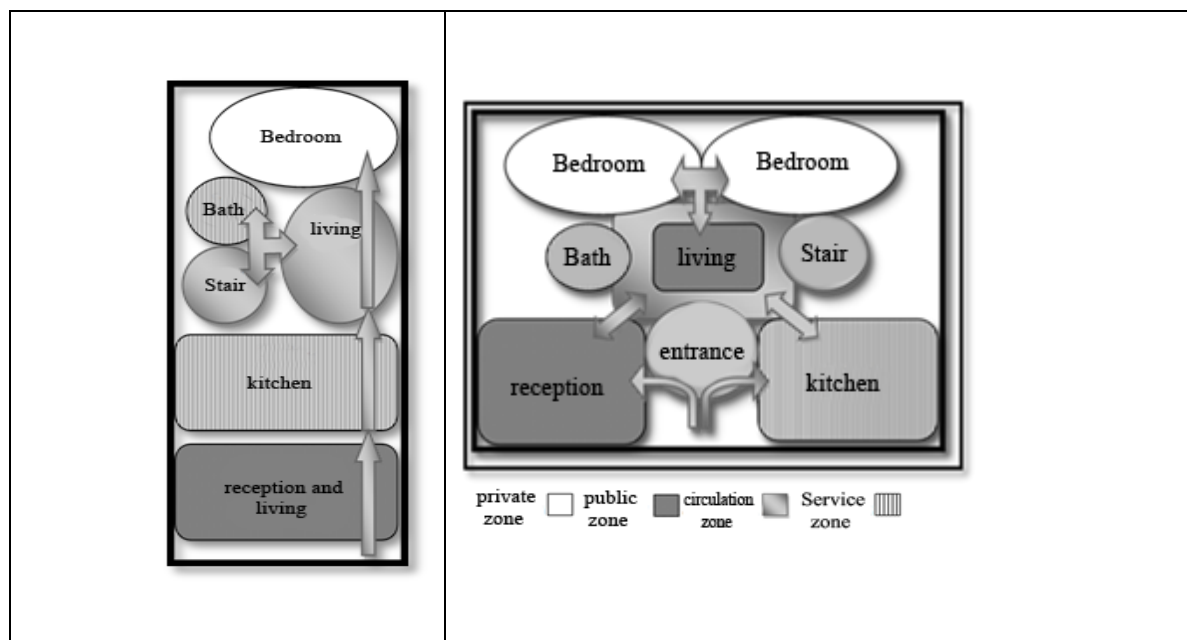 Bedroom
Bath
living
Stair
kitchen
reception and
living
Bedroom
Bedroom
Bath
living
Stair
entrance
reception
kitchen
private
zone
public
zone
circulation
zone
Service
zone